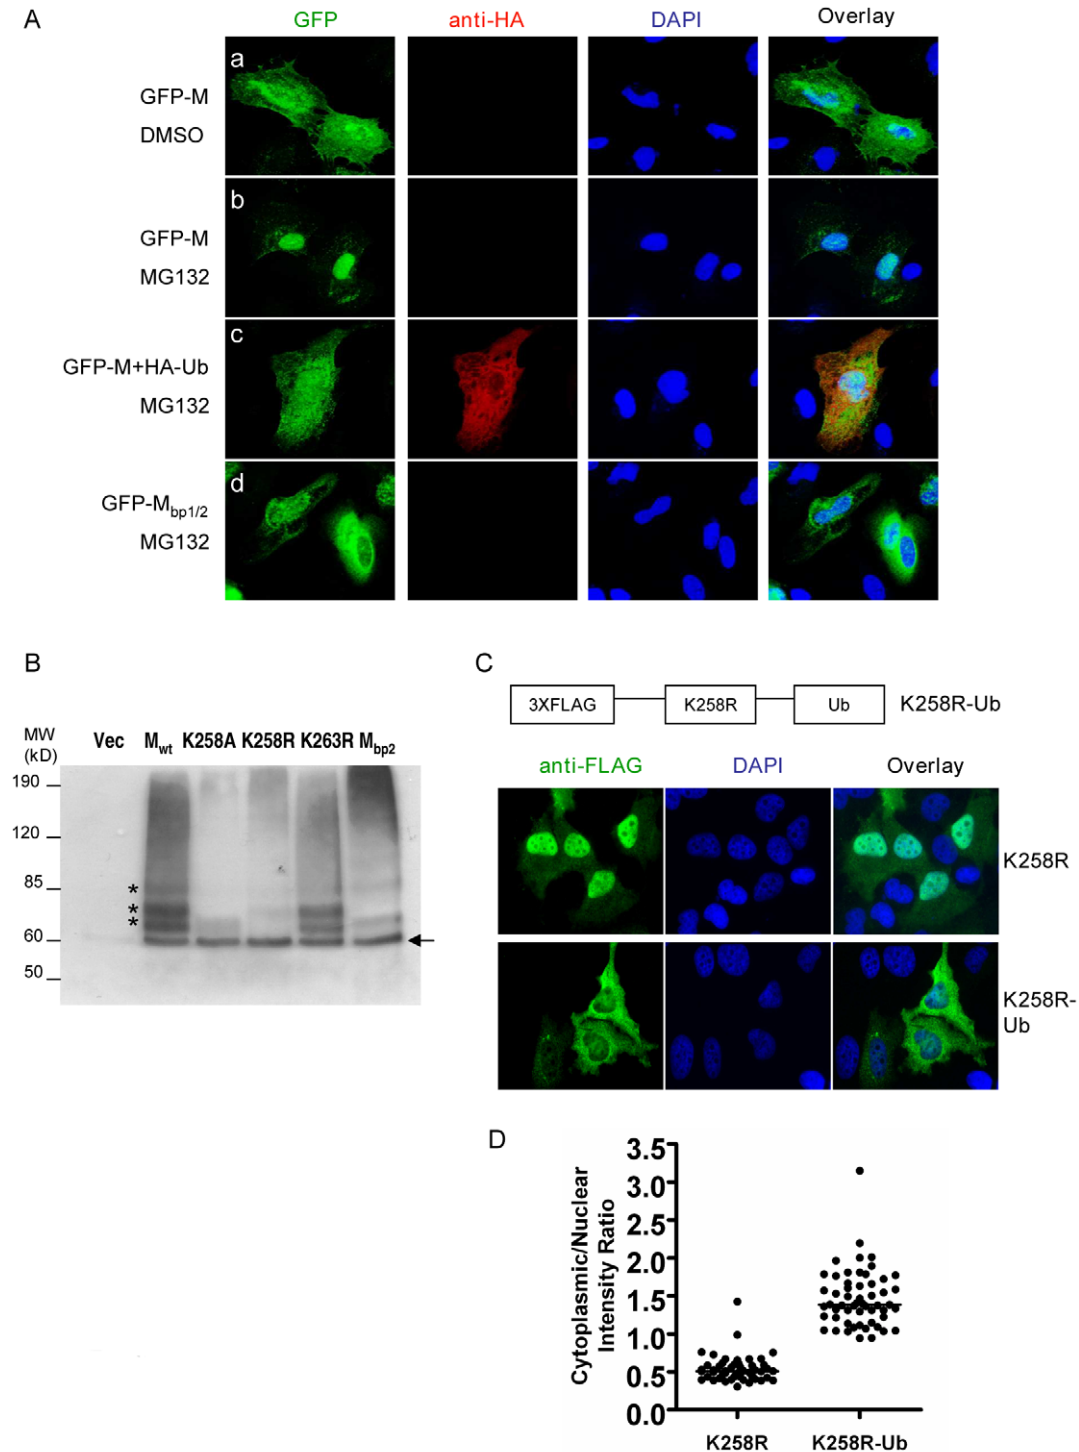 A
GFP anti-HA DAPI Overlay
a
GFP-M
DMSO
b
GFP-M
MG132
c
GFP-M+HA-Ub
MG132
d
GFP-Mbp1/2
MG132
B
MW
(kD)
Vec Mwt K258A K258R K263R Mbp2
190
120
85
*
*
*
60
50
C
3XFLAG K258R Ub K258R-Ub
anti-FLAG DAPI Overlay
K258R
K258R-
Ub
D
Cytoplasmic/Nuclear
Intensity Ratio
3.5
3.0
2.5
2.0
1.5
1.0
0.5
0.0
K258R K258R-Ub